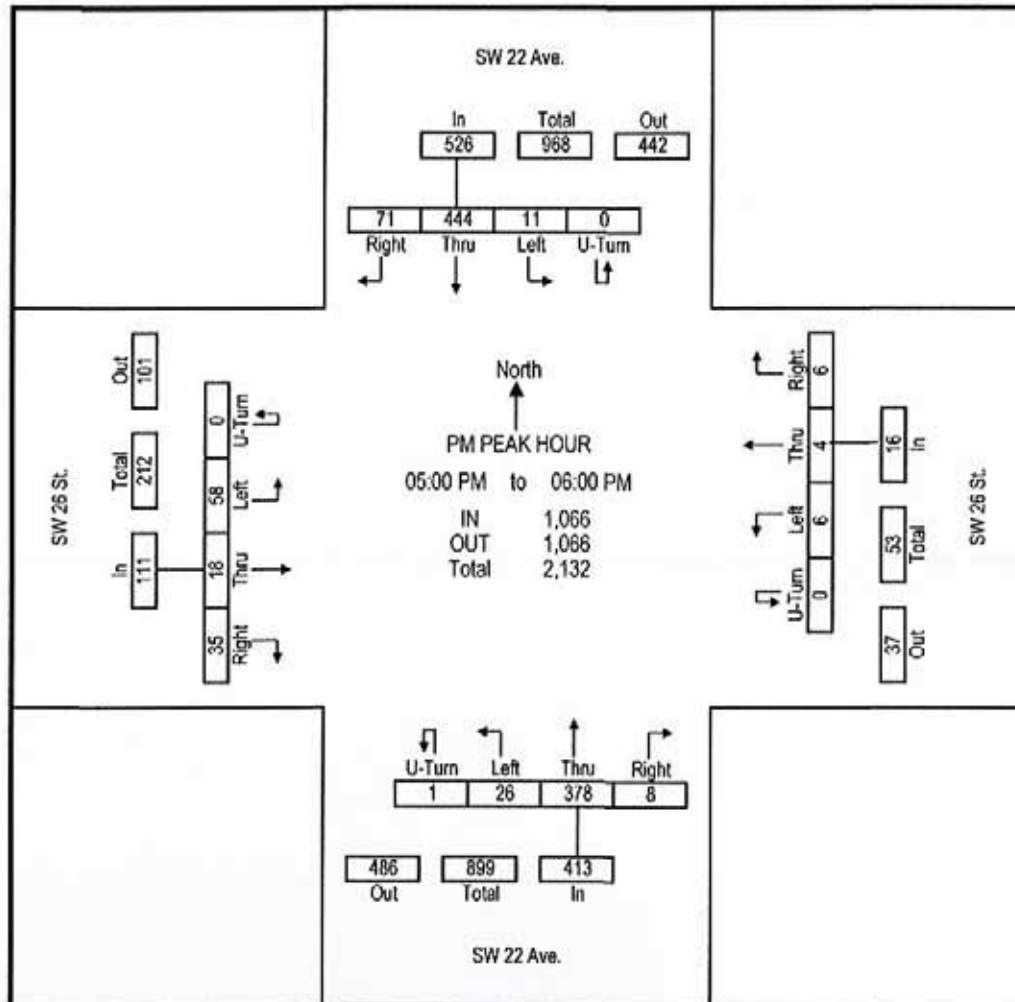 SW 22 Ave.
In Total Out
526 968 442
71 444 11 0
Right Thru Left U-Turn
SW 26 St.
Out 101
Total 212
In 111
0 U-Turn
58 Left
18 Thru
35 Right
North
PM PEAK HOUR
05:00 PM to 06:00 PM
IN 1,066
OUT 1,066
Total 2,132
Right 6
Thru 4
Left 6
U-Turn 0
16 In
53 Total
37 Out
SW 26 St.
U-Turn Left Thru Right
1 26 378 8
486 899 413
Out Total In
SW 22 Ave.